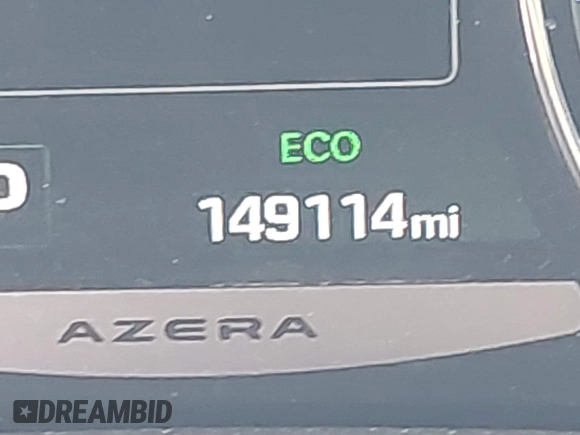 ECO
149114mi
AZERA
DREAMBID